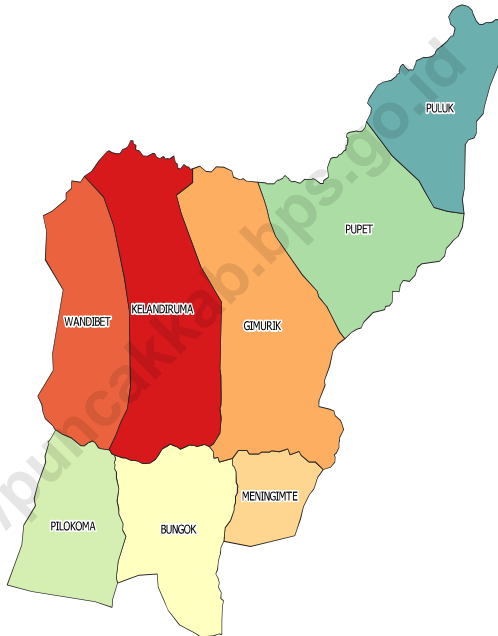 PULUK
PUPET
KELANDIRUMA
WANDIBET
GIMURIK
MENINGIMTE
PILOKOMA
BUNGOK
/puncakkab.bps.go.id